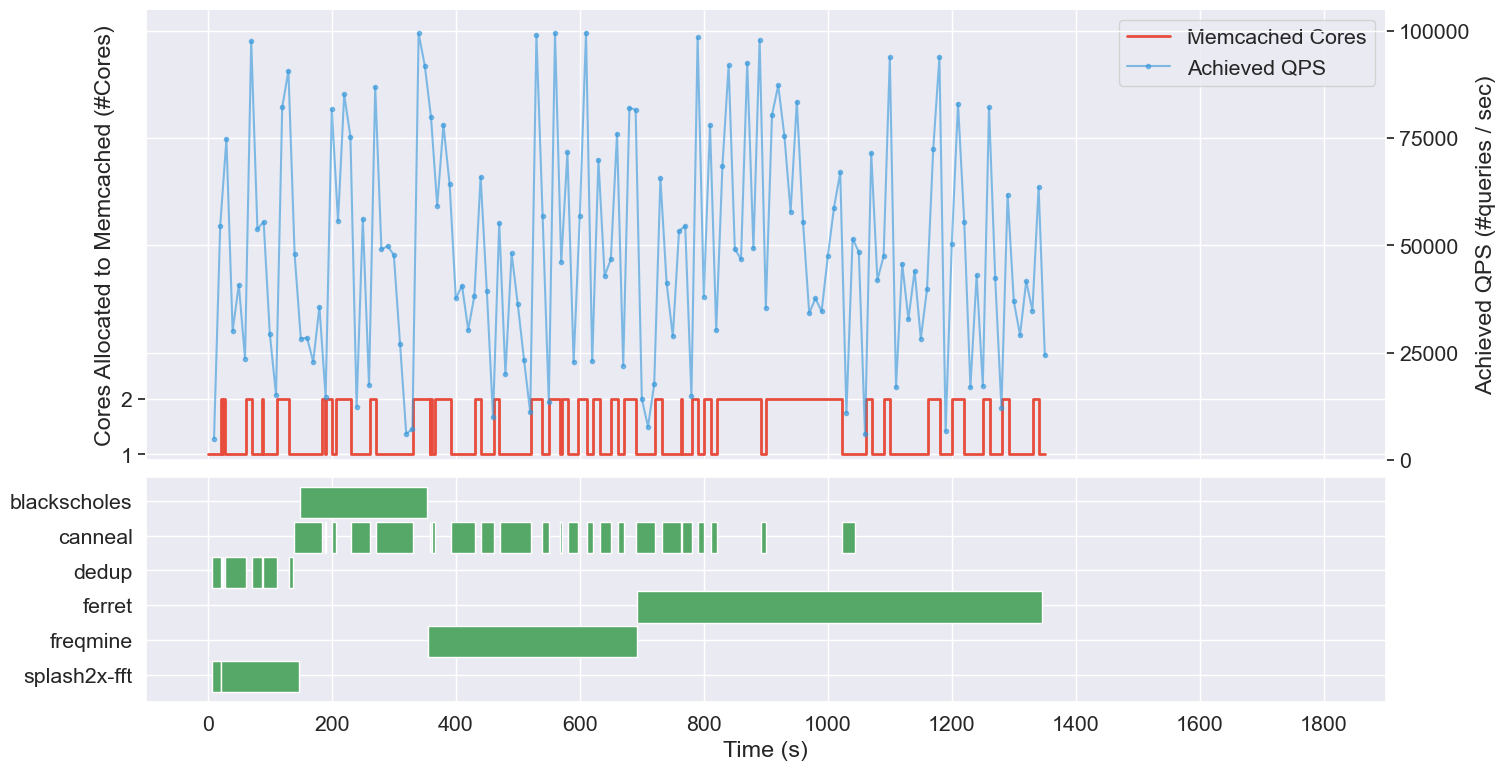 Cores Allocated to Memcached (#Cores)
2
1
Memcached Cores
Achieved QPS
100000
75000
50000
25000
0
Achieved QPS (#queries / sec)
blackscholes
canneal
dedup
ferret
freqmine
splash2x-fft
0 200 400 600 800 1000 1200 1400 1600 1800
Time (s)